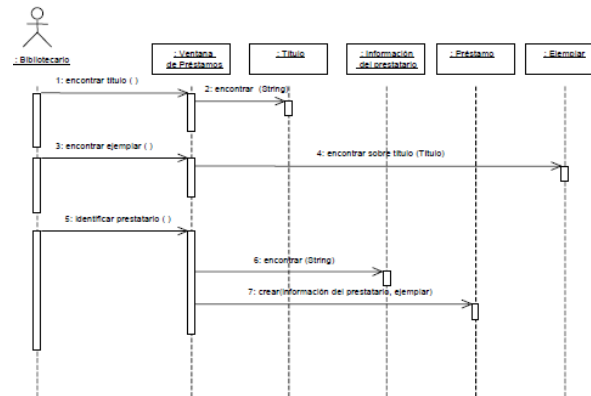 : Bibliotecario
: Ventana
de Préstamos
: Título
: Información
del prestatario
: Préstamo
: Ejemplar
1: encontrar título ( )
2: encontrar (String)
3: encontrar ejemplar ( )
4: encontrar sobre título (Título)
5: identificar prestatario ( )
6: encontrar (String)
7: crear(información del prestatario, ejemplar)